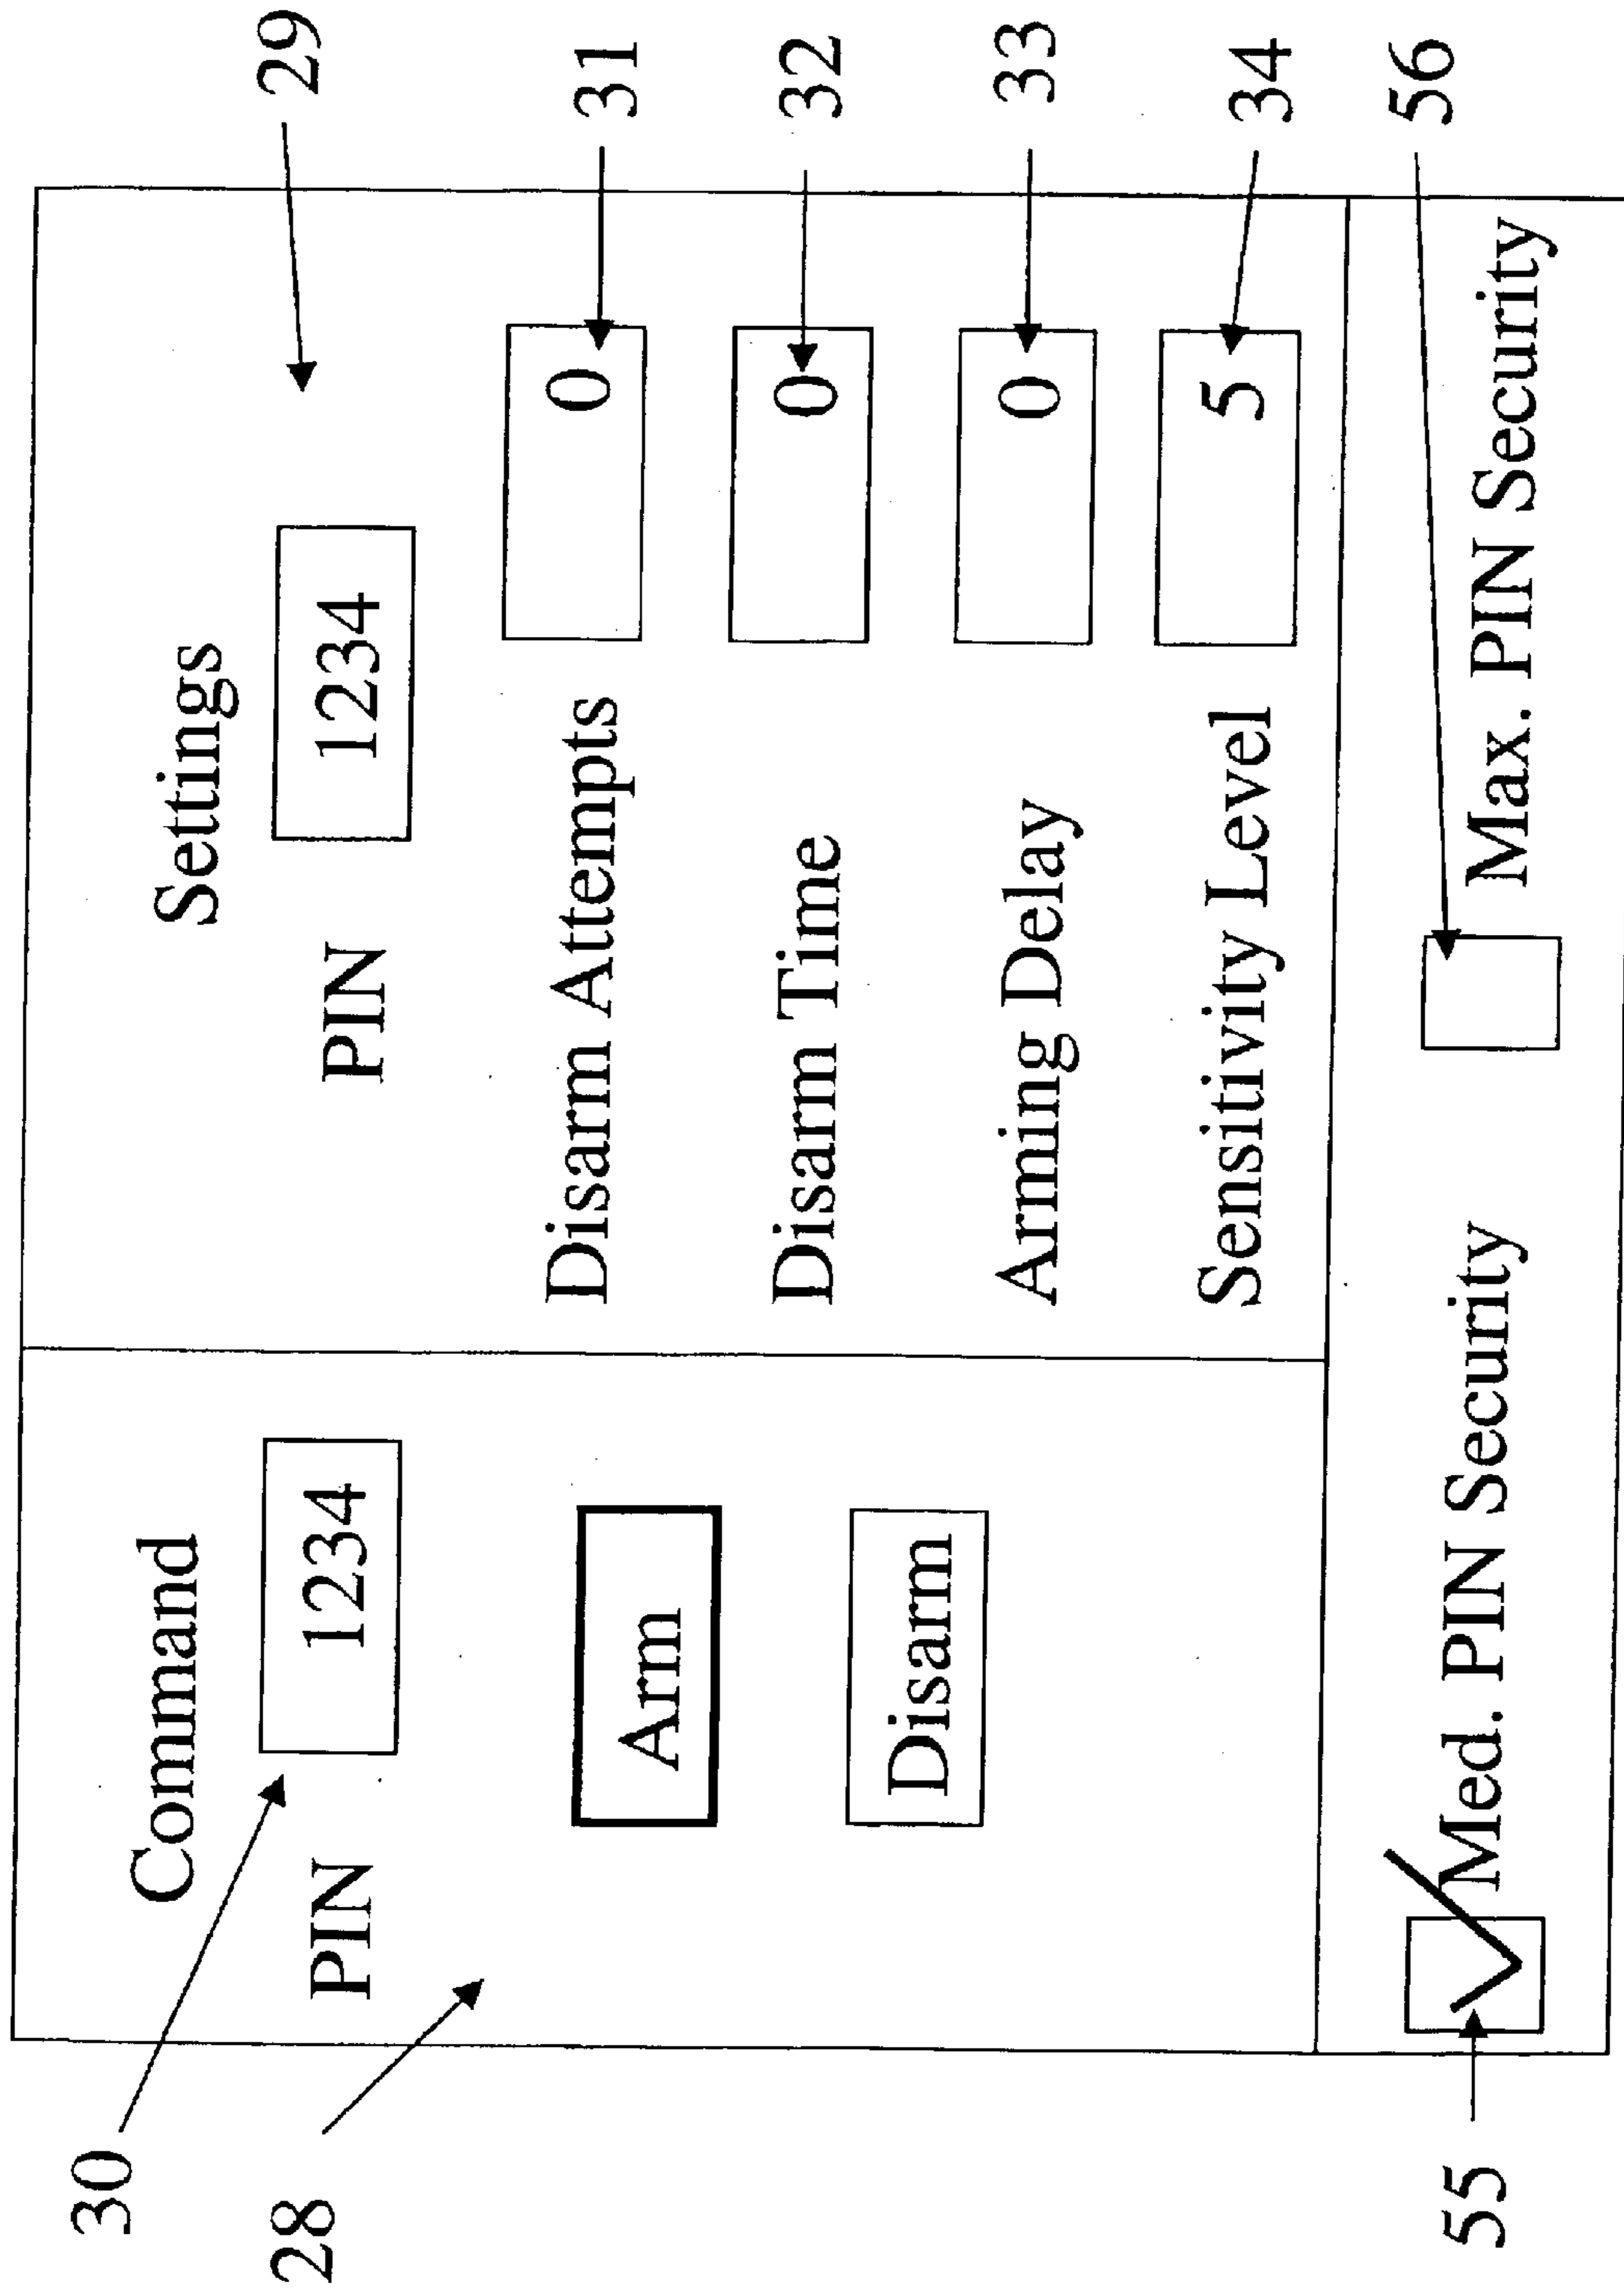 30
28
Command
PIN 1234
Arm
Disarm
Settings
PIN 1234
Disarm Attempts 0
Disarm Time 0
Arming Delay 0
Sensitivity Level 5
29
31
32
33
34
55
Med. PIN Security
Max. PIN Security
56